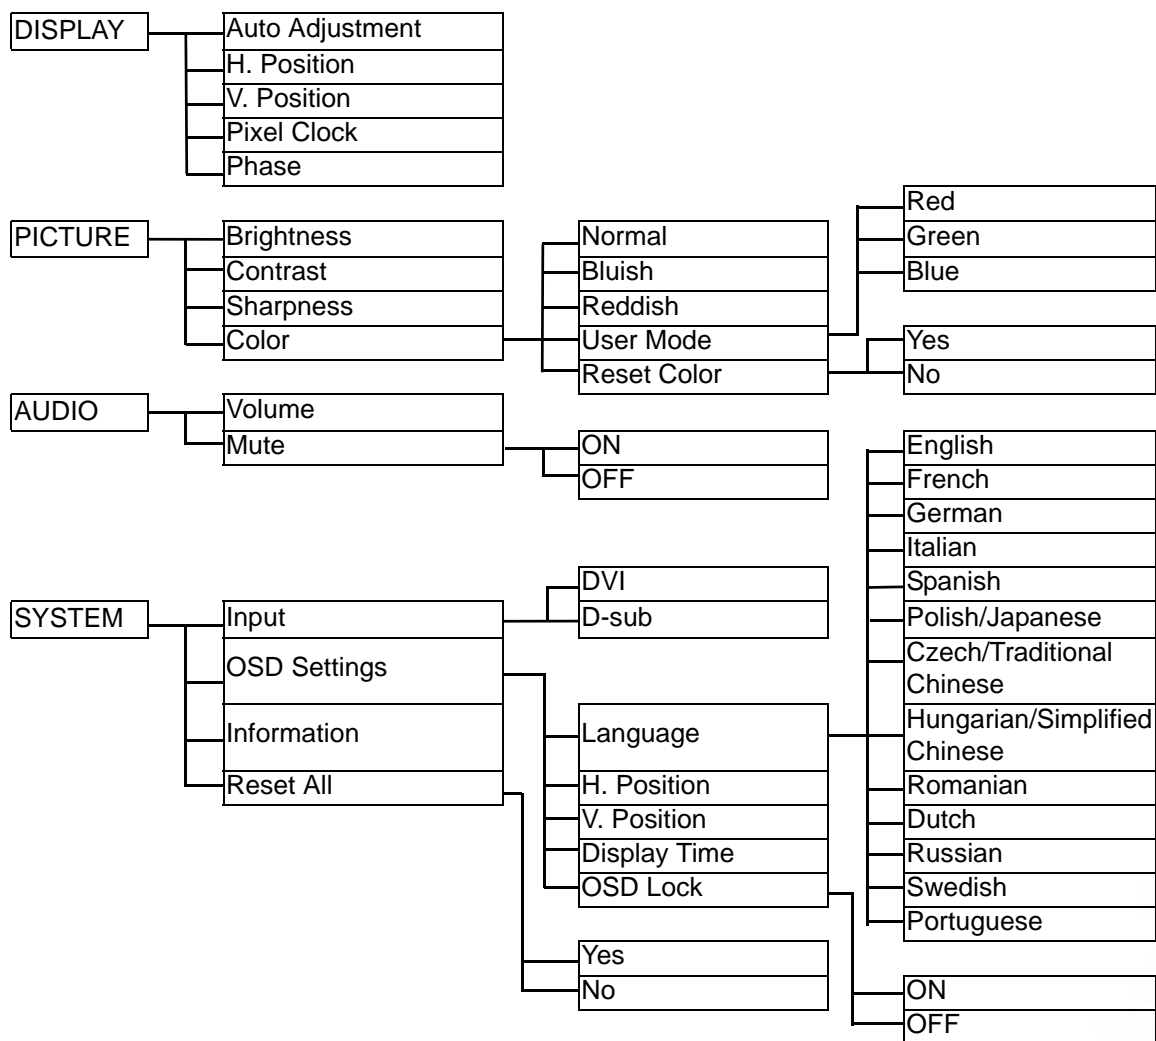 DISPLAY
Auto Adjustment
H. Position
V. Position
Pixel Clock
Phase
PICTURE
Brightness
Contrast
Sharpness
Color
Normal
Bluish
Reddish
User Mode
Reset Color
Red
Green
Blue
Yes
No
AUDIO
Volume
Mute
ON
OFF
SYSTEM
Input
OSD Settings
Information
Reset All
DVI
D-sub
Language
H. Position
V. Position
Display Time
OSD Lock
English
French
German
Italian
Spanish
Polish/Japanese
Czech/Traditional
Chinese
Hungarian/Simplified
Chinese
Romanian
Dutch
Russian
Swedish
Portuguese
Yes
No
ON
OFF